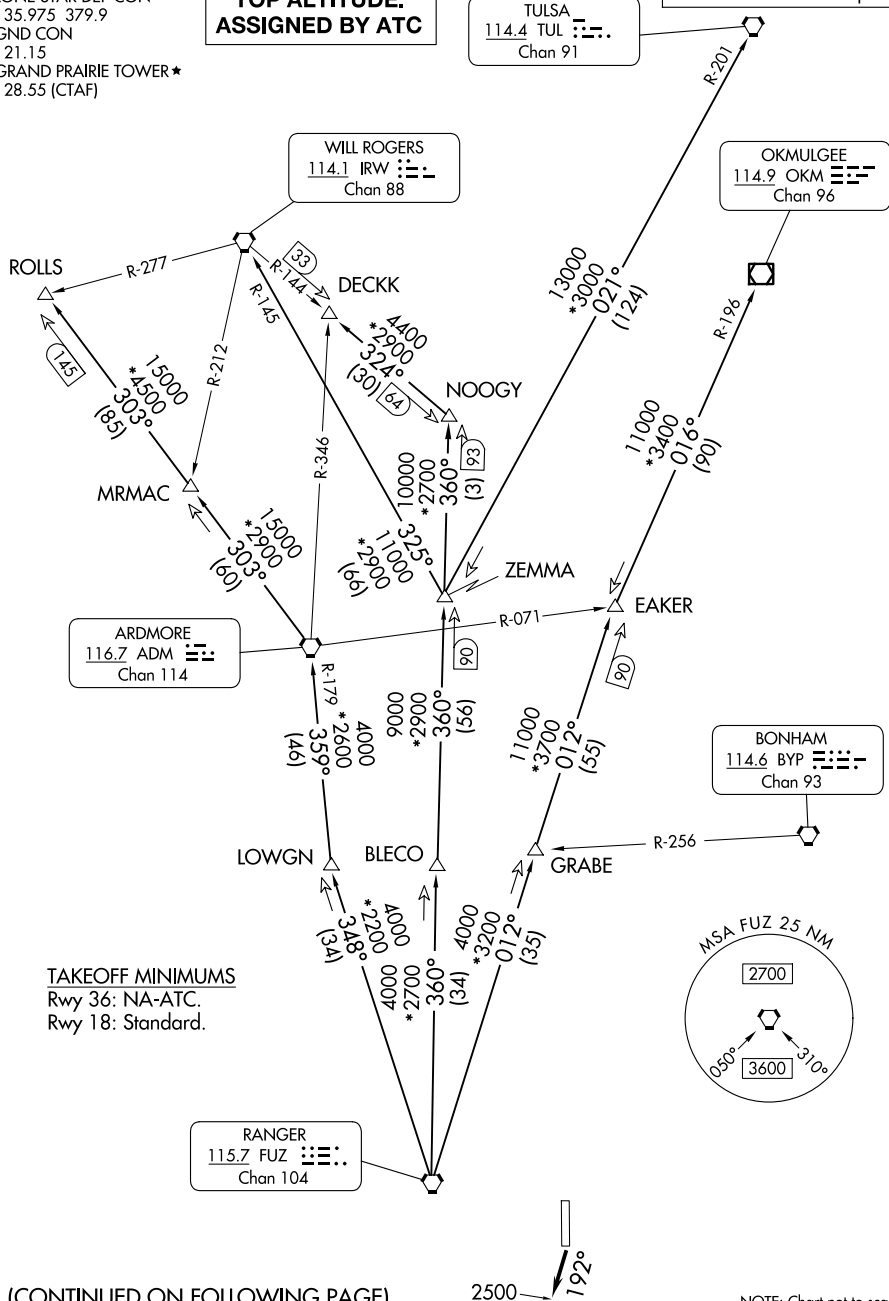 35.975 379.9
GND CON
21.15
GRAND PRAIRIE TOWER★
28.55 (CTAF)
TOP ALTITUDE:
ASSIGNED BY ATC
TULSA
114.4 TUL
Chan 91
R-201
WILL ROGERS
114.1 IRW
Chan 88
OKMULGEE
114.9 OKM
Chan 96
ROLLS
R-277
33
R-144
DECKK
R-145
13000
*3000
021°
(124)
R-196
145
15000
*4500
303°
(85)
R-212
4400
*2900
324°
(30)
64
NOOGY
R-346
93
10000
*2700
360°
(3)
11000
*3400
016°
(90)
MRMAC
15000
*2900
303°
(60)
325°
11000
*2900
(66)
ZEMMA
EAKER
R-071
ARDMORE
116.7 ADM
Chan 114
90
90
R-179
4000
*2600
359°
(46)
9000
*2900
360°
(56)
11000
*3700
012°
(55)
BONHAM
114.6 BYP
Chan 93
R-256
LOWGN
BLECO
GRABE
4000
*2200
348°
(34)
4000
*2700
360°
(34)
4000
*3200
012°
(35)
MSA FUZ 25 NM
2700
050°
310°
3600
TAKEOFF MINIMUMS
Rwy 36: NA-ATC.
Rwy 18: Standard.
RANGER
115.7 FUZ
Chan 104
192°
2500
(CONTINUED ON FOLLOWING PAGE)
NOTE: Chart not to